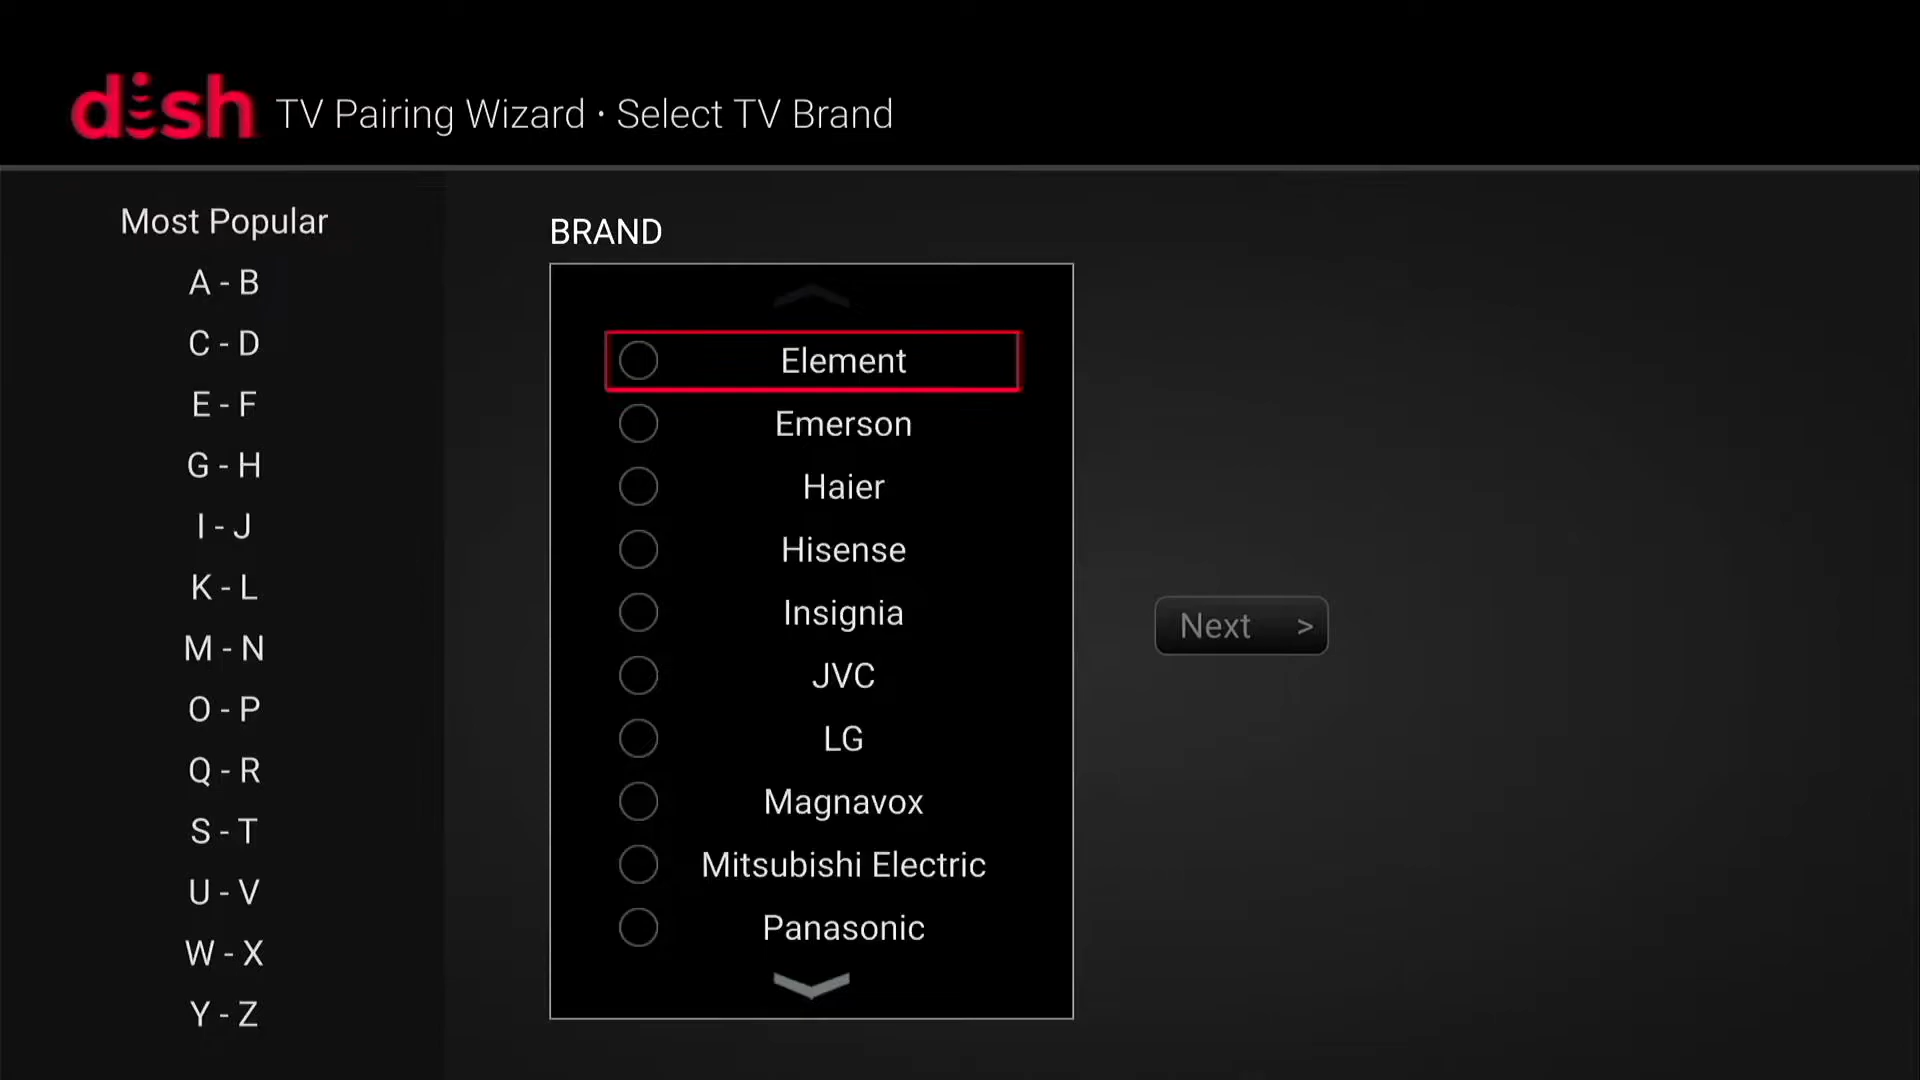 dish TV Pairing Wizard · Select TV Brand
Most Popular
A - B
C - D
E - F
G - H
I - J
K - L
M - N
O - P
Q - R
S - T
U - V
W - X
Y - Z
BRAND
Element
Emerson
Haier
Hisense
Insignia
JVC
LG
Magnavox
Mitsubishi Electric
Panasonic
Next >